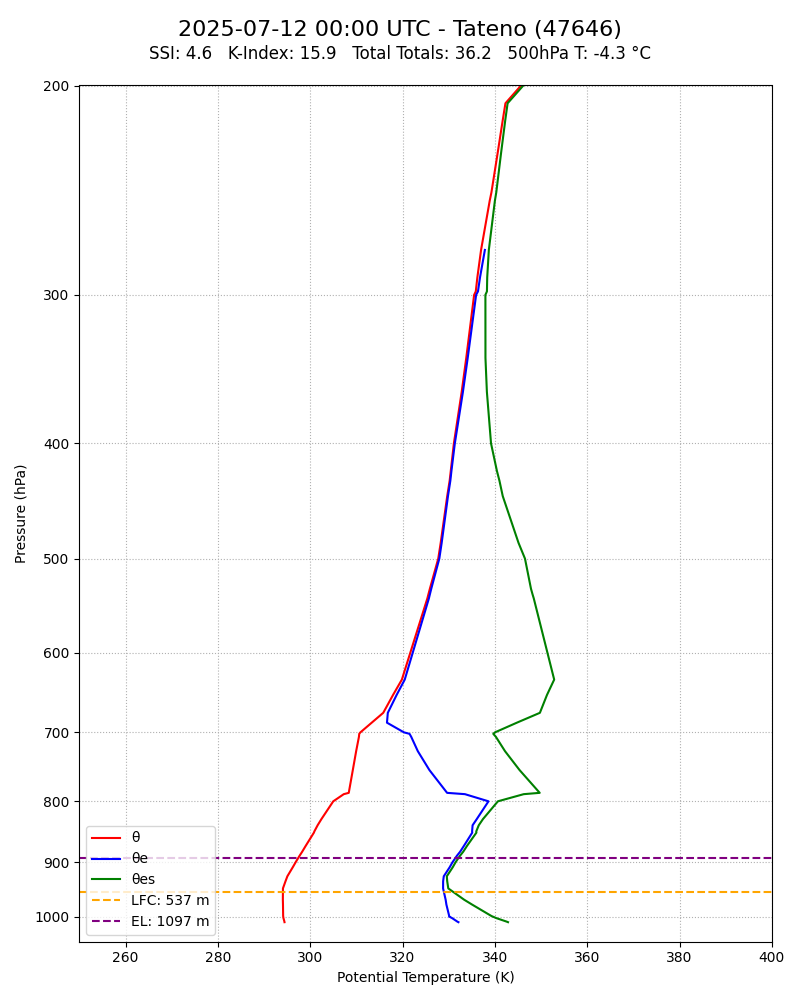 2025-07-12 00:00 UTC - Tateno (47646)
SSI: 4.6 K-Index: 15.9 Total Totals: 36.2 500hPa T: -4.3 °C
200
300
400
500
600
700
800
900
1000
Pressure (hPa)
θ
θe
θes
LFC: 537 m
EL: 1097 m
260 280 300 320 340 360 380 400
Potential Temperature (K)